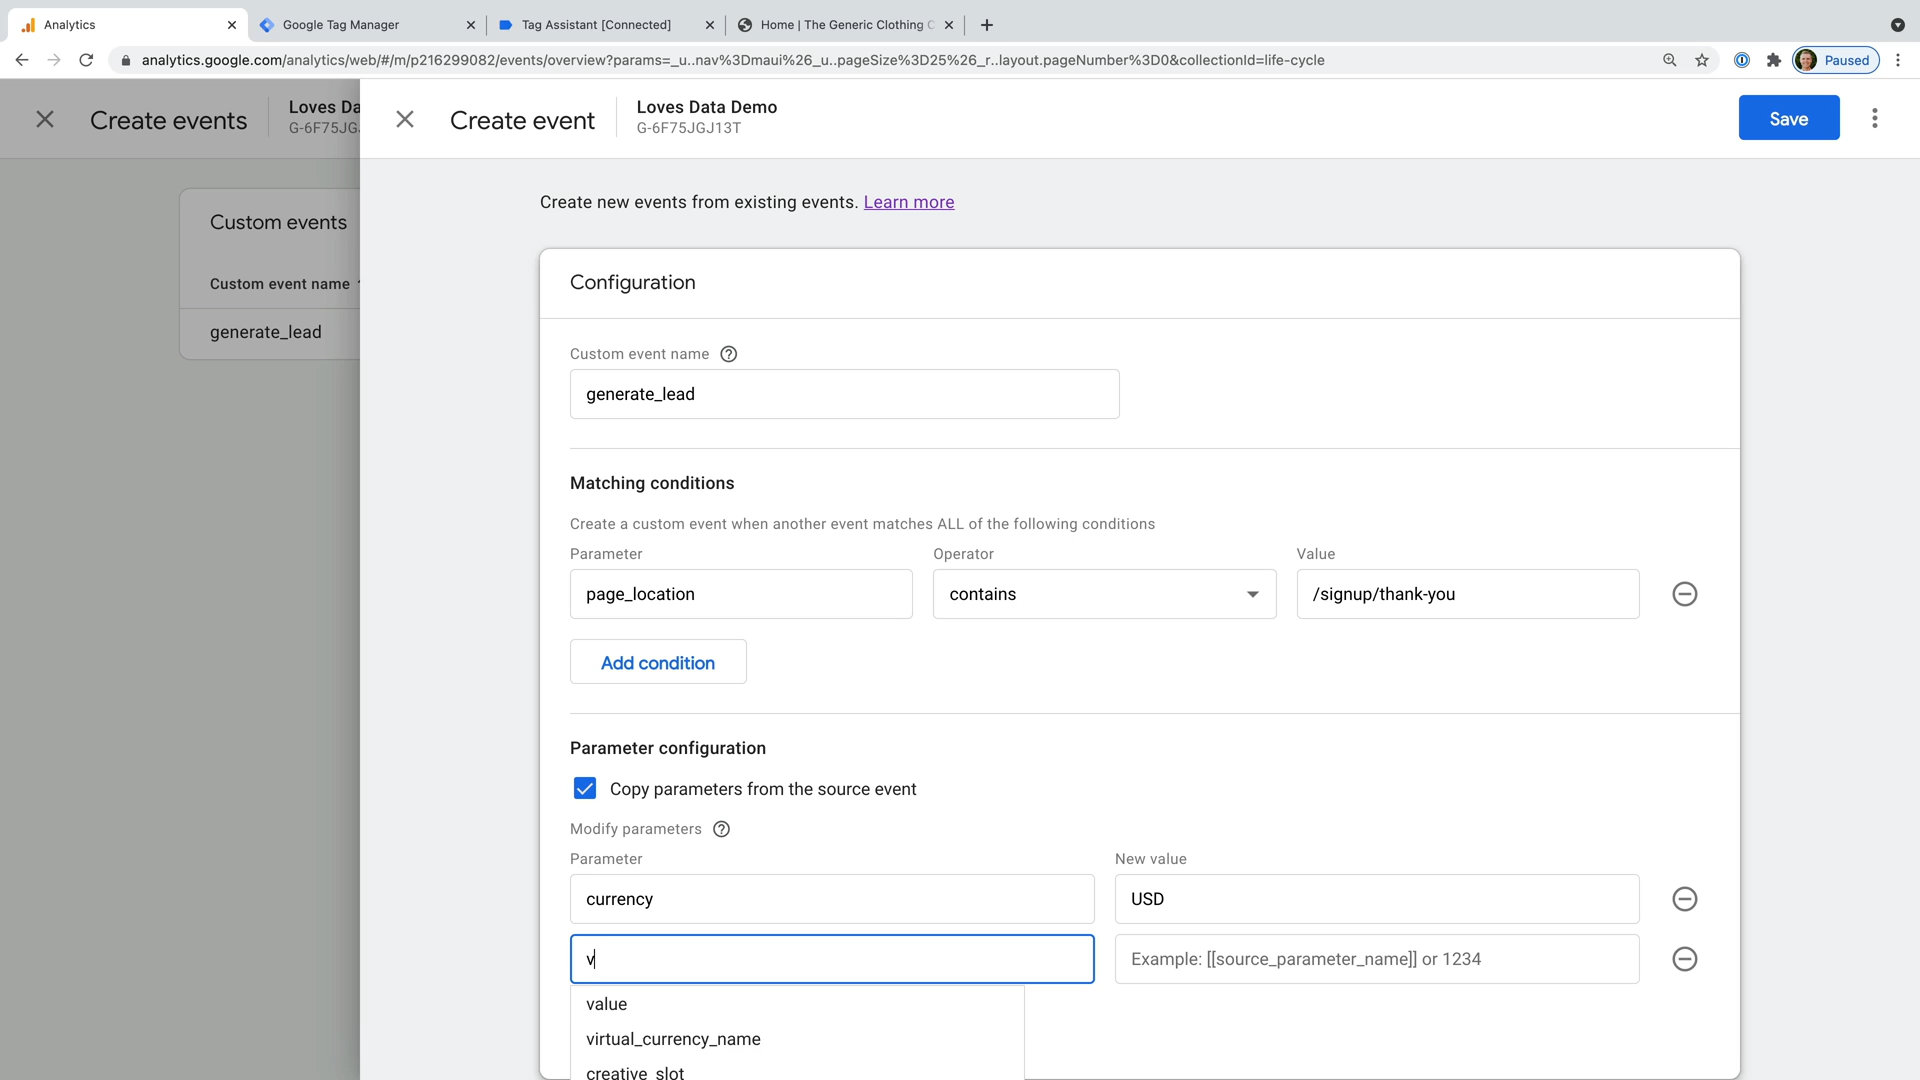 Analytics
Google Tag Manager
Tag Assistant [Connected]
Home | The Generic Clothing C
analytics.google.com/analytics/web/#/m/p216299082/events/overview?params=_u..nav%3Dmaui%26_u..pageSize%3D25%26_r..layout.pageNumber%3D0&collectionId=life-cycle
Paused
Create events
Loves Da
G-6F75JG
Create event
Loves Data Demo
G-6F75JGJ13T
Save
Create new events from existing events. Learn more
Custom events
Custom event name
generate_lead
Configuration
Custom event name
generate_lead
Matching conditions
Create a custom event when another event matches ALL of the following conditions
Parameter Operator Value
page_location contains /signup/thank-you
Add condition
Parameter configuration
Copy parameters from the source event
Modify parameters
Parameter New value
currency USD
v Example: [[source_parameter_name]] or 1234
value
virtual_currency_name
creative_slot